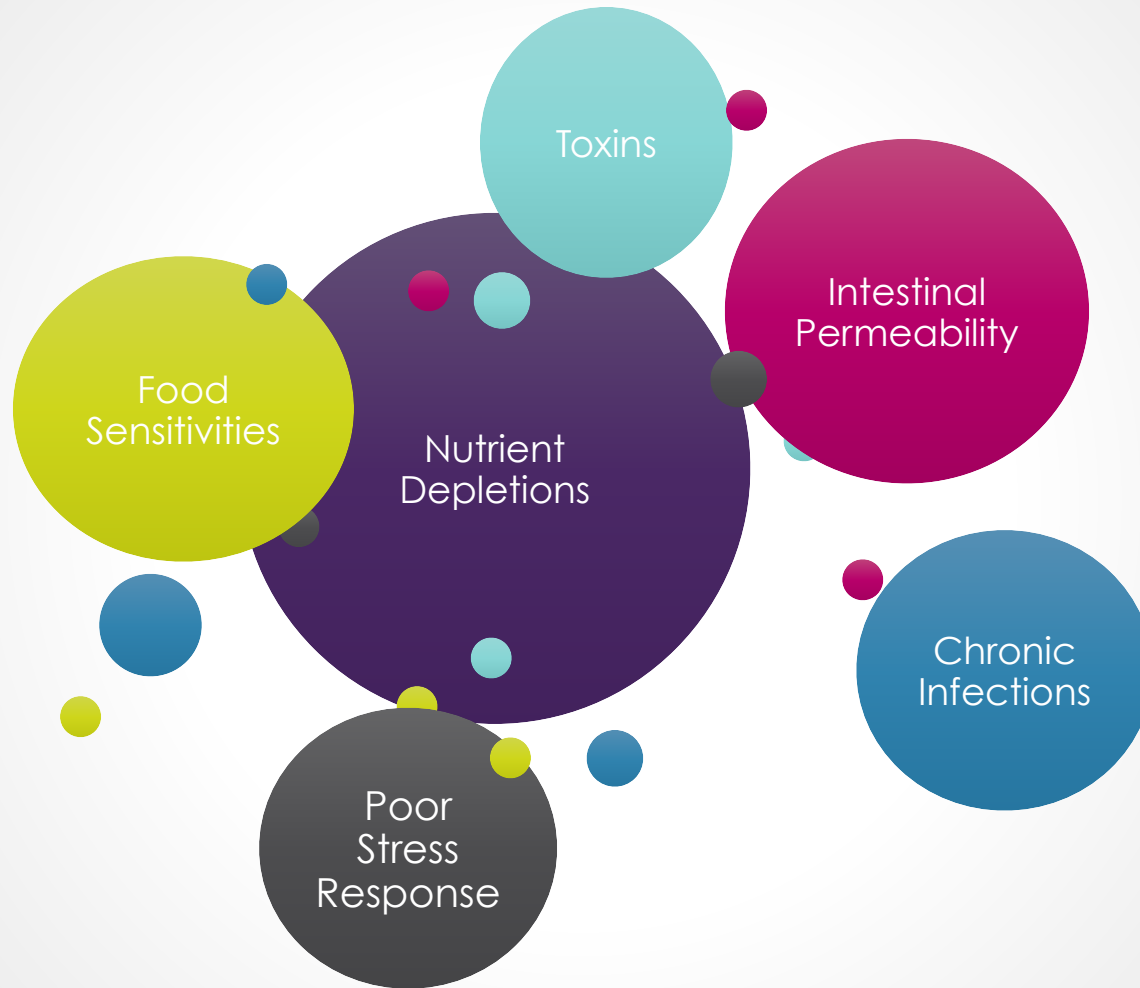 Toxins
Intestinal
Permeability
Food
Sensitivities
Nutrient
Depletions
Chronic
Infections
Poor
Stress
Response